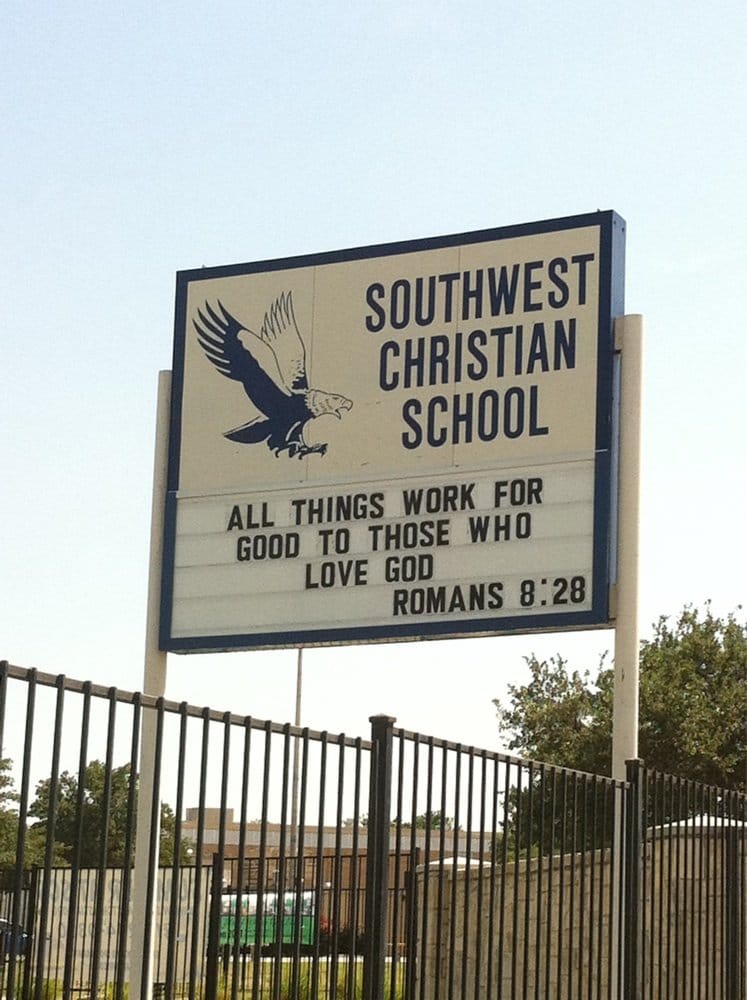 SOUTHWEST
CHRISTIAN
SCHOOL
ALL THINGS WORK FOR
GOOD TO THOSE WHO
LOVE GOD
ROMANS 8:28